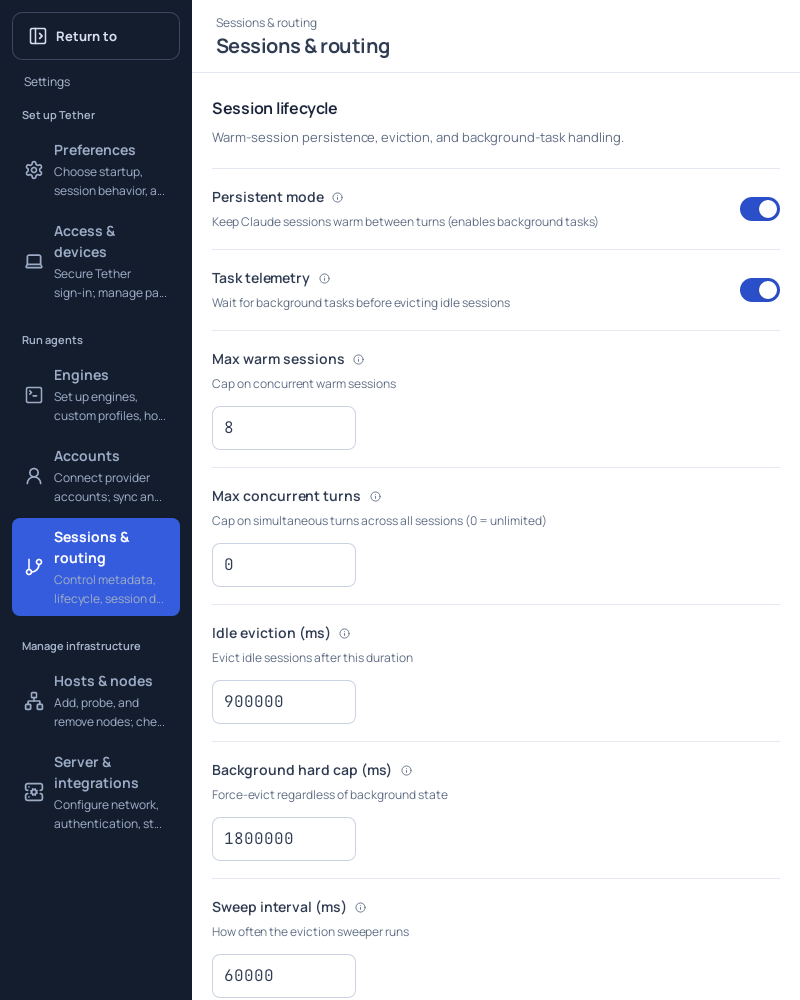 Return to
Settings
Set up Tether
Preferences
Choose startup,
session behavior, a...
Access &
devices
Secure Tether
sign-in; manage pa...
Run agents
Engines
Set up engines,
custom profiles, ho...
Accounts
Connect provider
accounts; sync an...
Sessions &
routing
Control metadata,
lifecycle, session d...
Manage infrastructure
Hosts & nodes
Add, probe, and
remove nodes; che...
Server &
integrations
Configure network,
authentication, st...
Sessions & routing
Sessions & routing
Session lifecycle
Warm-session persistence, eviction, and background-task handling.
Persistent mode
Keep Claude sessions warm between turns (enables background tasks)
Task telemetry
Wait for background tasks before evicting idle sessions
Max warm sessions
Cap on concurrent warm sessions
8
Max concurrent turns
Cap on simultaneous turns across all sessions (0 = unlimited)
0
Idle eviction (ms)
Evict idle sessions after this duration
900000
Background hard cap (ms)
Force-evict regardless of background state
1800000
Sweep interval (ms)
How often the eviction sweeper runs
60000